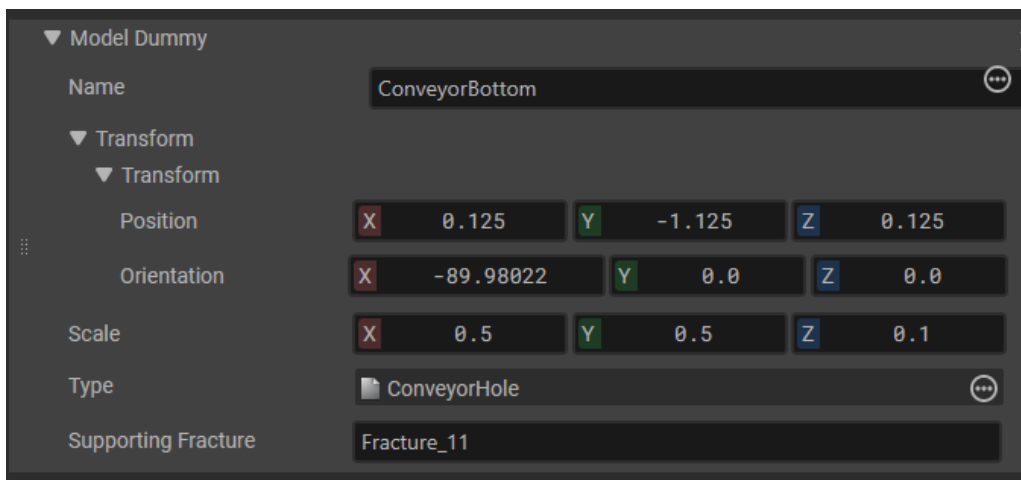 Model Dummy
Name ConveyorBottom
Transform
Transform
Position X 0.125 Y -1.125 Z 0.125
Orientation X -89.98022 Y 0.0 Z 0.0
Scale X 0.5 Y 0.5 Z 0.1
Type ConveyorHole
Supporting Fracture Fracture_11